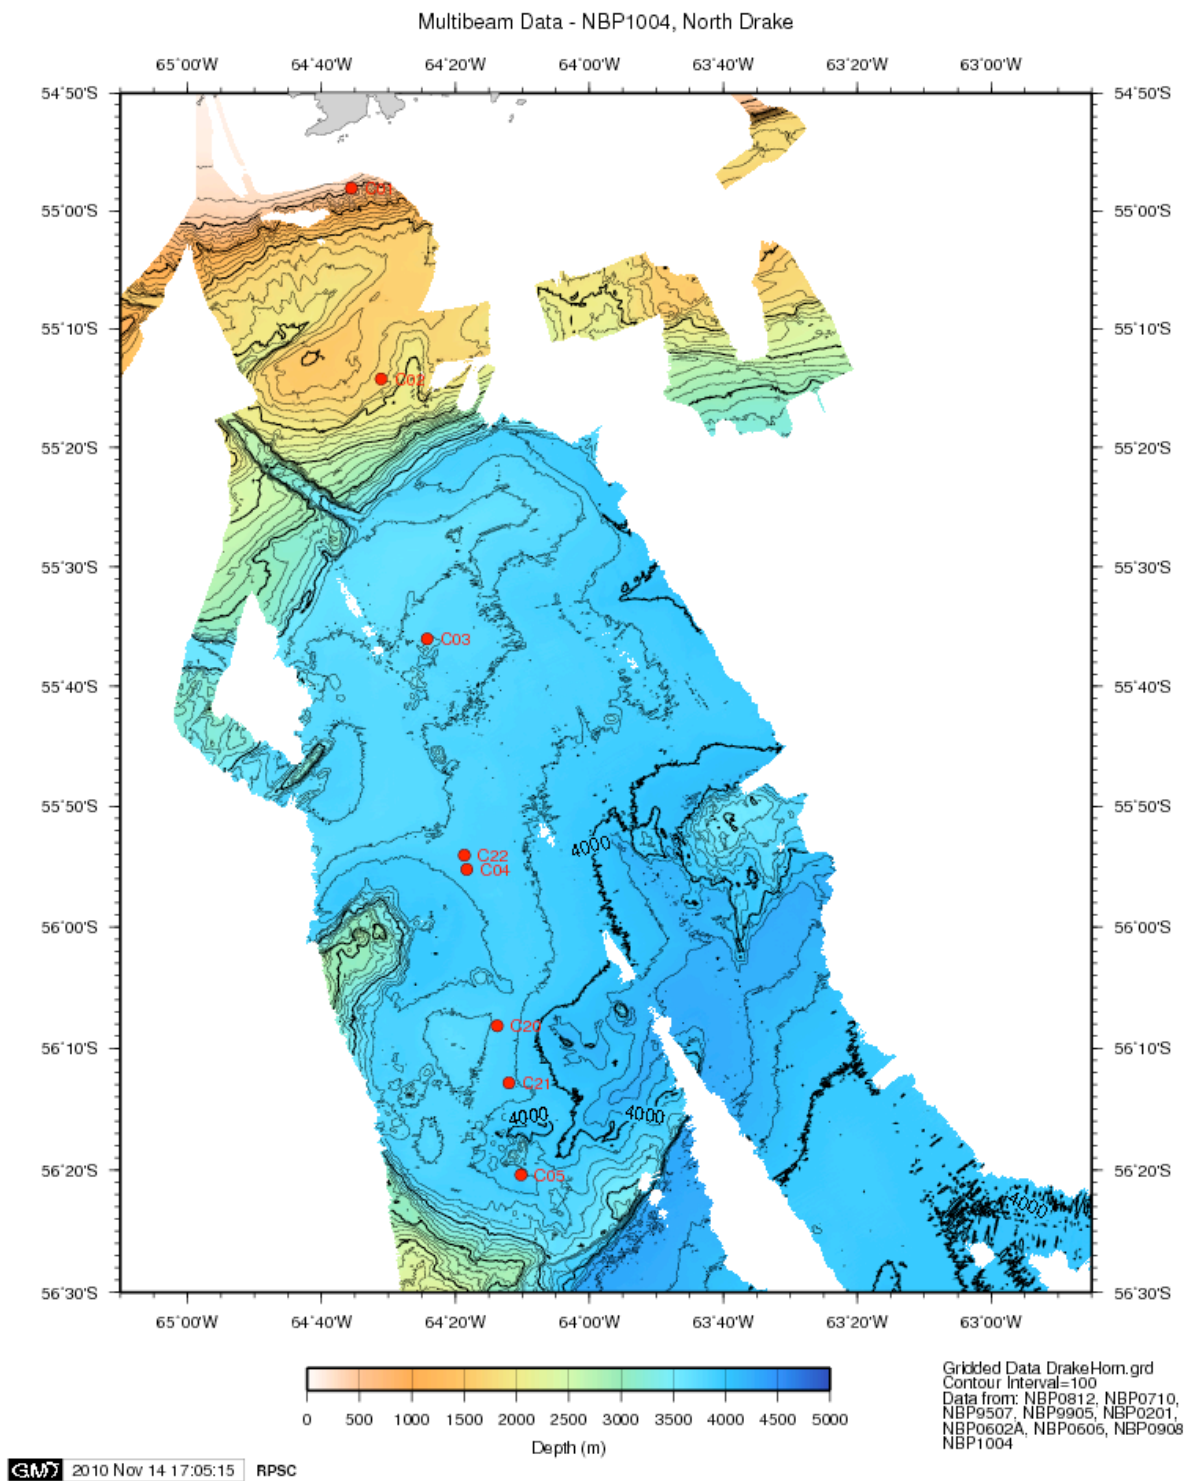 Multibeam Data - NBP1004, North Drake
65°00'W 64°40'W 64°20'W 64°00'W 63°40'W 63°20'W 63°00'W
54°50'S 54°50'S
C01
55°00'S 55°00'S
55°10'S 55°10'S
C02
55°20'S 55°20'S
55°30'S 55°30'S
C03
55°40'S 55°40'S
55°50'S 55°50'S
4000
C22
C04
56°00'S 56°00'S
C20
56°10'S 56°10'S
C21
4000 4000
56°20'S 56°20'S
C05
4000
56°30'S 56°30'S
65°00'W 64°40'W 64°20'W 64°00'W 63°40'W 63°20'W 63°00'W
0 500 1000 1500 2000 2500 3000 3500 4000 4500 5000
Depth (m)
Gridded Data DrakeHorn.grd
Contour Interval=100
Data from: NBP0812, NBP0710,
NBP9507, NBP9905, NBP0201,
NBP0602A, NBP0606, NBP0908
NBP1004
GMT 2010 Nov 14 17:05:15 RPSC